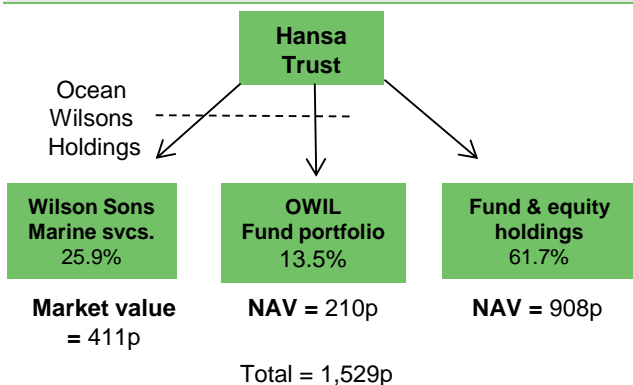 Hansa
Trust
Ocean
Wilsons
Holdings
Wilson Sons
Marine svcs.
25.9%
OWIL
Fund portfolio
13.5%
Fund & equity
holdings
61.7%
Market value
= 411p
NAV = 210p
NAV = 908p
Total = 1,529p